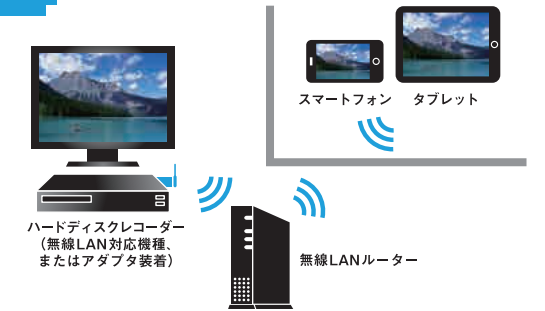 スマートフォン
タブレット
ハードディスクレコーダー
（無線LAN対応機種、
またはアダプタ装着）
無線LANルーター